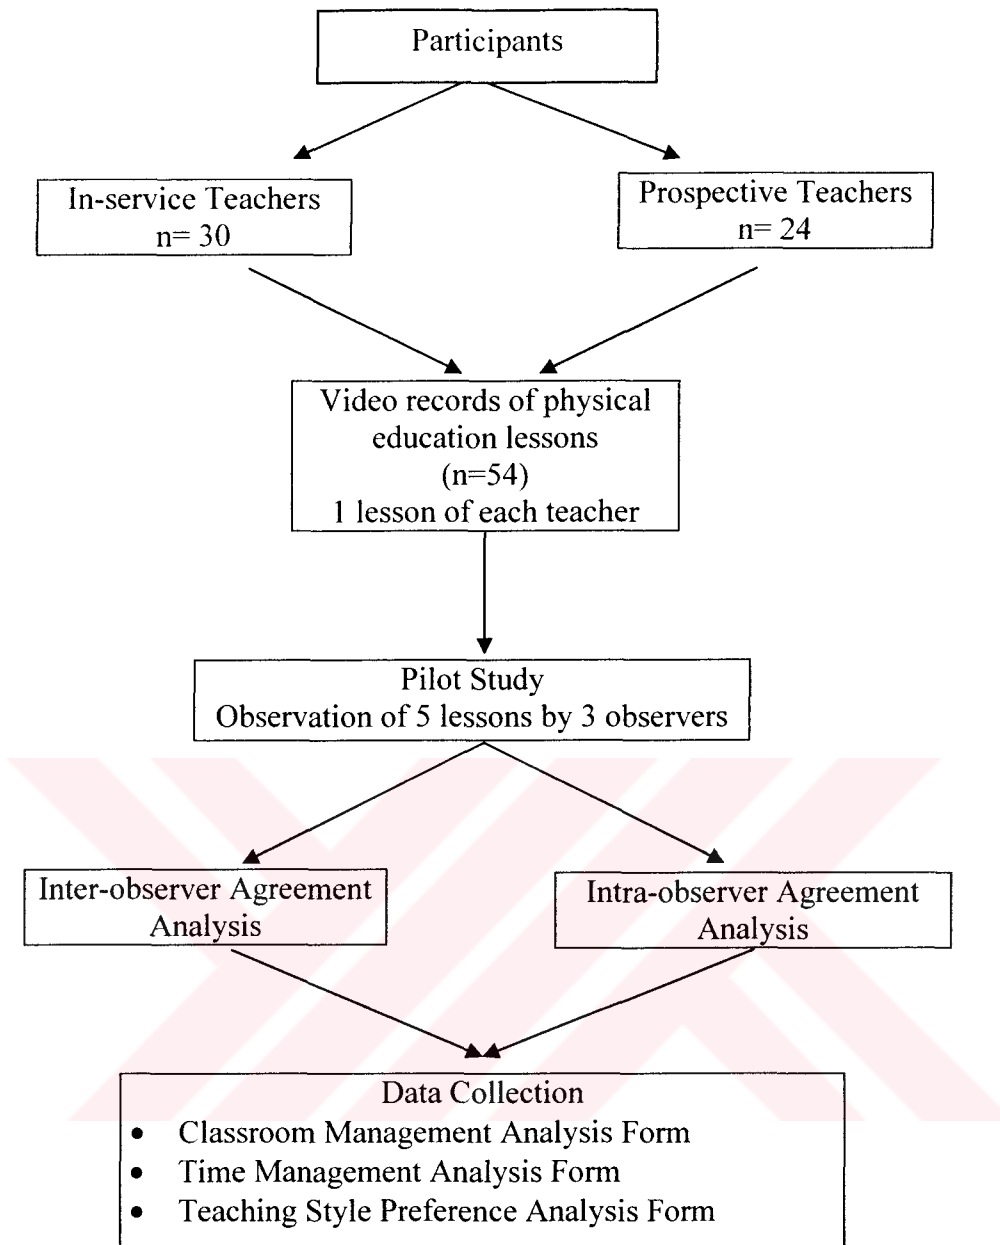 Participants
In-service Teachers
n= 30
Prospective Teachers
n= 24
Video records of physical
education lessons
(n=54)
1 lesson of each teacher
Pilot Study
Observation of 5 lessons by 3 observers
Inter-observer Agreement
Analysis
Intra-observer Agreement
Analysis
Data Collection
• Classroom Management Analysis Form
• Time Management Analysis Form
• Teaching Style Preference Analysis Form